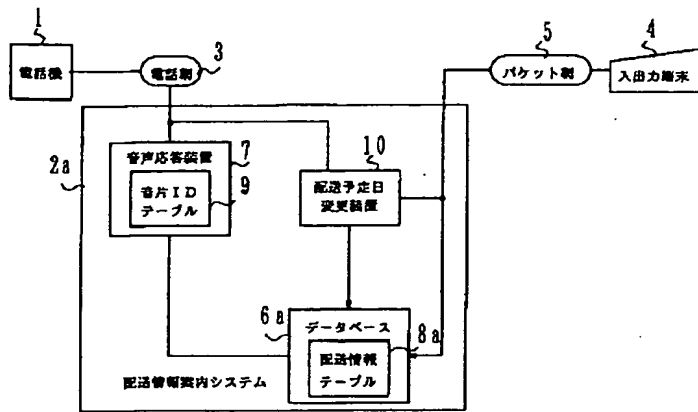 1
電話機
電話網
3
5
パケット網
4
入出力端末
2a
音声応答装置
7
音片ID
テーブル
9
10
配送予定日
変更装置
6a
データベース
8a
配送情報
テーブル
配送情報案内システム